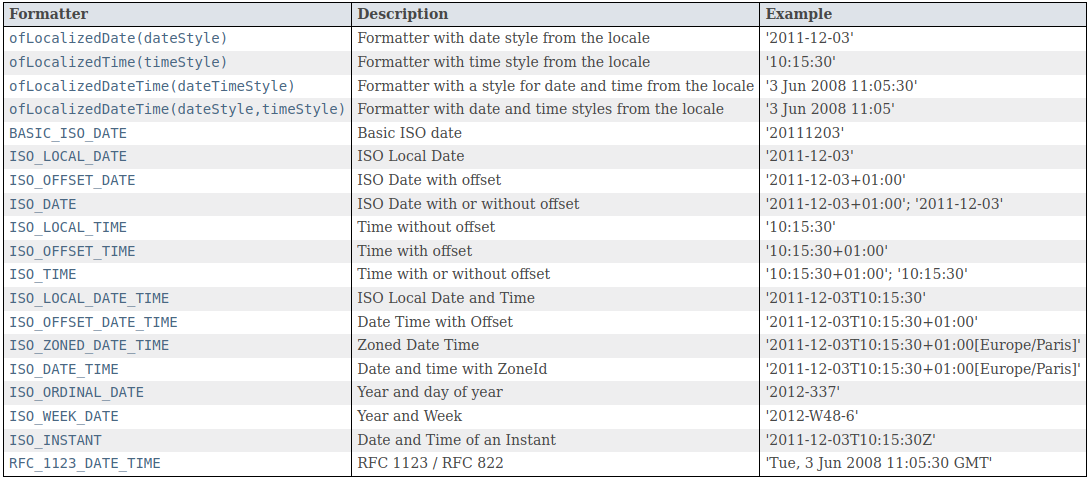 Formatter Description Example
ofLocalizedDate(dateStyle) Formatter with date style from the locale '2011-12-03'
ofLocalizedTime(timeStyle) Formatter with time style from the locale '10:15:30'
ofLocalizedDateTime(dateTimeStyle) Formatter with a style for date and time from the locale '3 Jun 2008 11:05:30'
ofLocalizedDateTime(dateStyle,timeStyle) Formatter with date and time styles from the locale '3 Jun 2008 11:05'
BASIC_ISO_DATE Basic ISO date '20111203'
ISO_LOCAL_DATE ISO Local Date '2011-12-03'
ISO_OFFSET_DATE ISO Date with offset '2011-12-03+01:00'
ISO_DATE ISO Date with or without offset '2011-12-03+01:00'; '2011-12-03'
ISO_LOCAL_TIME Time without offset '10:15:30'
ISO_OFFSET_TIME Time with offset '10:15:30+01:00'
ISO_TIME Time with or without offset '10:15:30+01:00'; '10:15:30'
ISO_LOCAL_DATE_TIME ISO Local Date and Time '2011-12-03T10:15:30'
ISO_OFFSET_DATE_TIME Date Time with Offset '2011-12-03T10:15:30+01:00'
ISO_ZONED_DATE_TIME Zoned Date Time '2011-12-03T10:15:30+01:00[Europe/Paris]'
ISO_DATE_TIME Date and time with ZoneId '2011-12-03T10:15:30+01:00[Europe/Paris]'
ISO_ORDINAL_DATE Year and day of year '2012-337'
ISO_WEEK_DATE Year and Week '2012-W48-6'
ISO_INSTANT Date and Time of an Instant '2011-12-03T10:15:30Z'
RFC_1123_DATE_TIME RFC 1123 / RFC 822 'Tue, 3 Jun 2008 11:05:30 GMT'